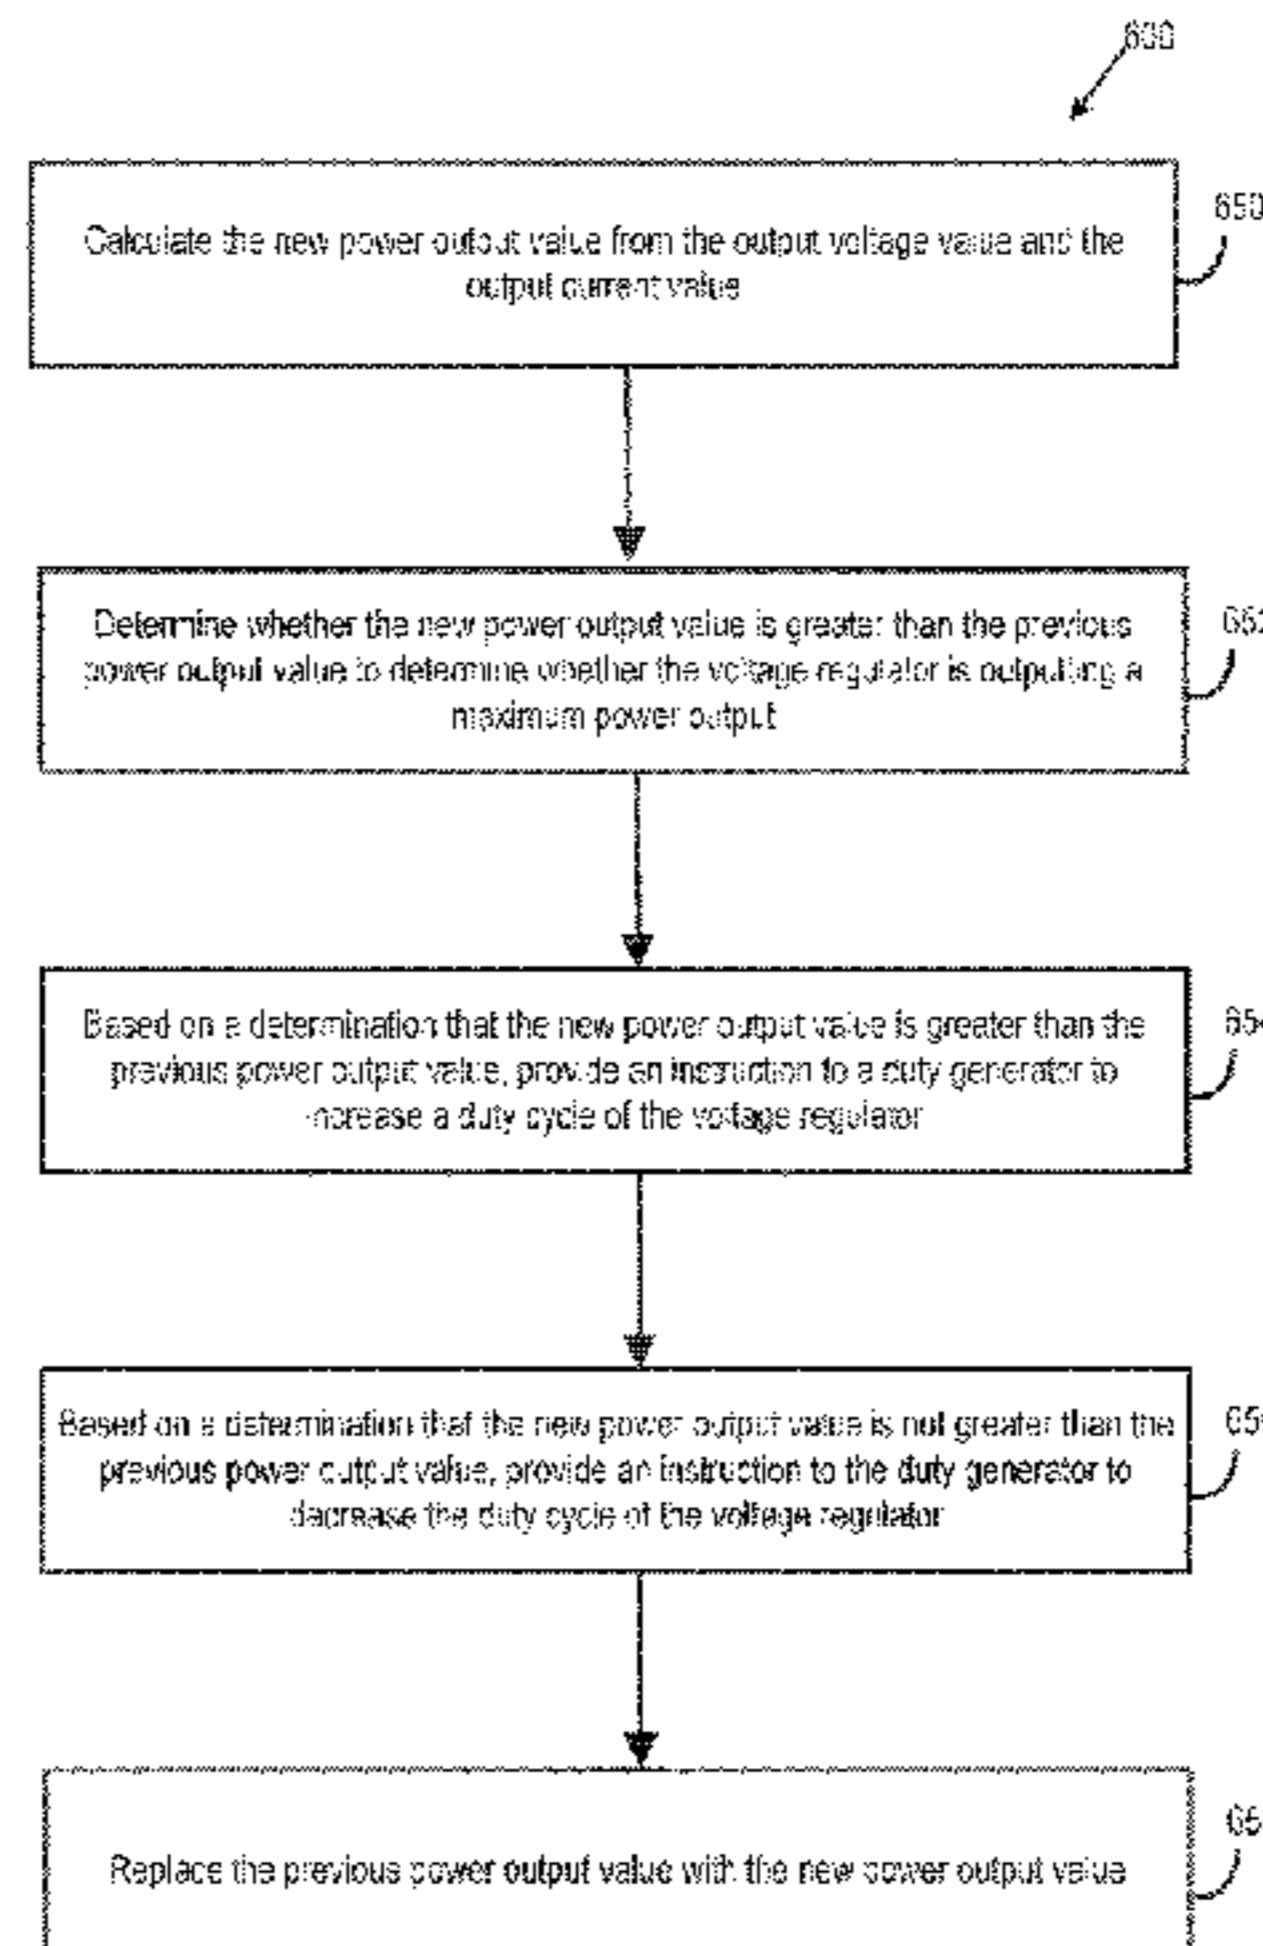 600
650
Calculate the new power output value from the output voltage value and the
output current value
652
Determine whether the new power output value is greater than the previous
power output value to determine whether the voltage regulator is outputting a
maximum power output
654
Based on a determination that the new power output value is greater than the
previous power output value, provide an instruction to a duty generator to
increase a duty cycle of the voltage regulator
Based on a determination that the new power output value is not greater than the
previous power output value, provide an instruction to the duty generator to
decrease the duty cycle of the voltage regulator
Replace the previous power output value with the new power output value